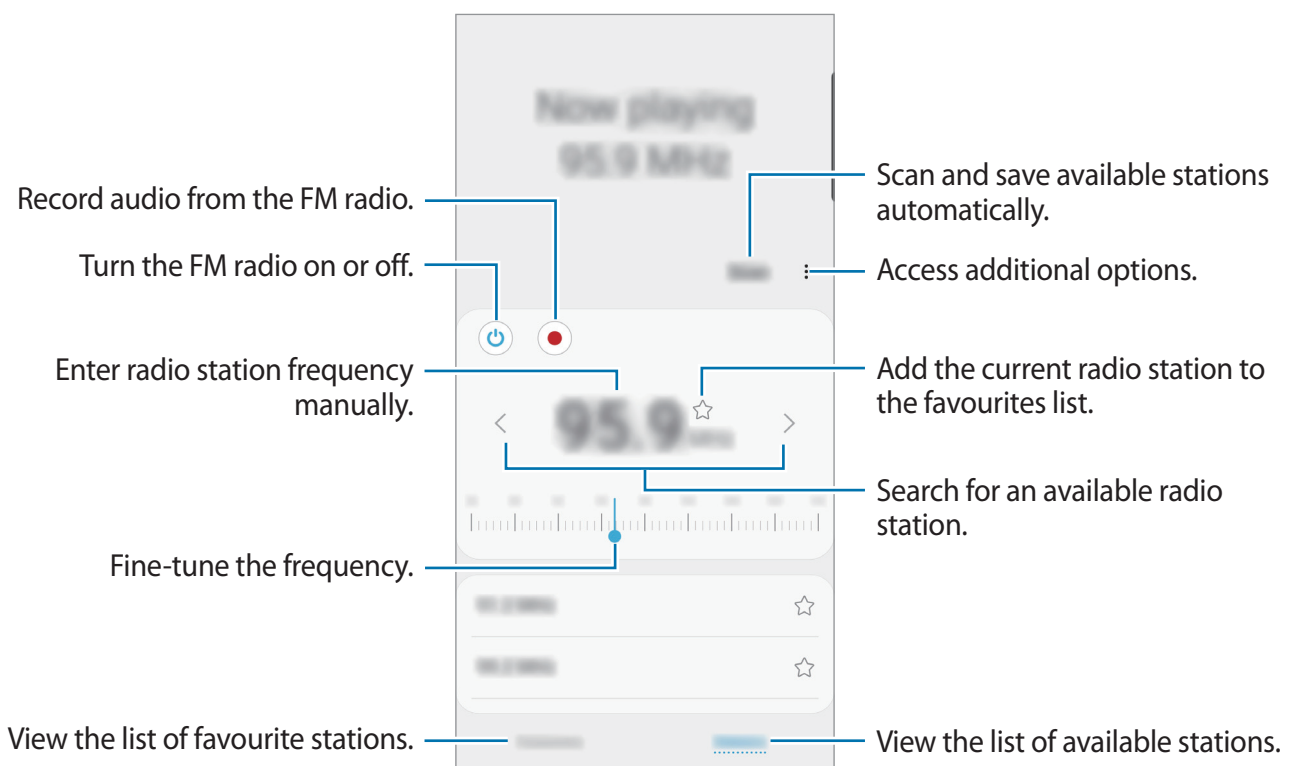 Now playing
95.9 MHz
Record audio from the FM radio.
Scan and save available stations
automatically.
Turn the FM radio on or off.
Access additional options.
Enter radio station frequency
manually.
Add the current radio station to
the favourites list.
95.9
Search for an available radio
station.
Fine-tune the frequency.
View the list of favourite stations.
View the list of available stations.